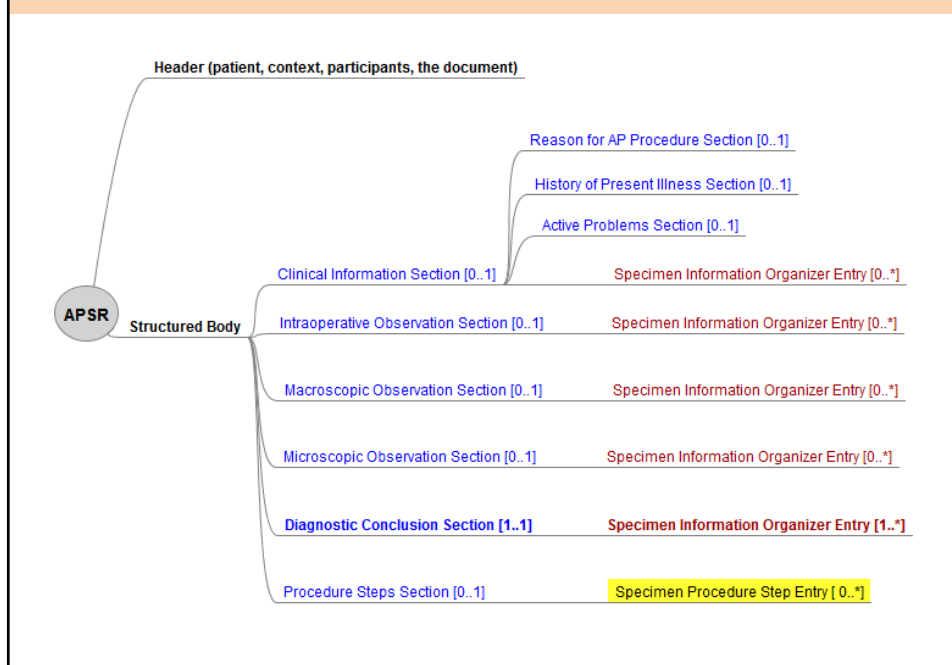 Header (patient, context, participants, the document)
Reason for AP Procedure Section [0..1]
History of Present Illness Section [0..1]
Active Problems Section [0..1]
Clinical Information Section [0..1] Specimen Information Organizer Entry [0..*]
APSR
Structured Body
Intraoperative Observation Section [0..1] Specimen Information Organizer Entry [0..*]
Macroscopic Observation Section [0..1] Specimen Information Organizer Entry [0..*]
Microscopic Observation Section [0..1] Specimen Information Organizer Entry [0..*]
Diagnostic Conclusion Section [1..1] Specimen Information Organizer Entry [1..*]
Procedure Steps Section [0..1] Specimen Procedure Step Entry [ 0..*]